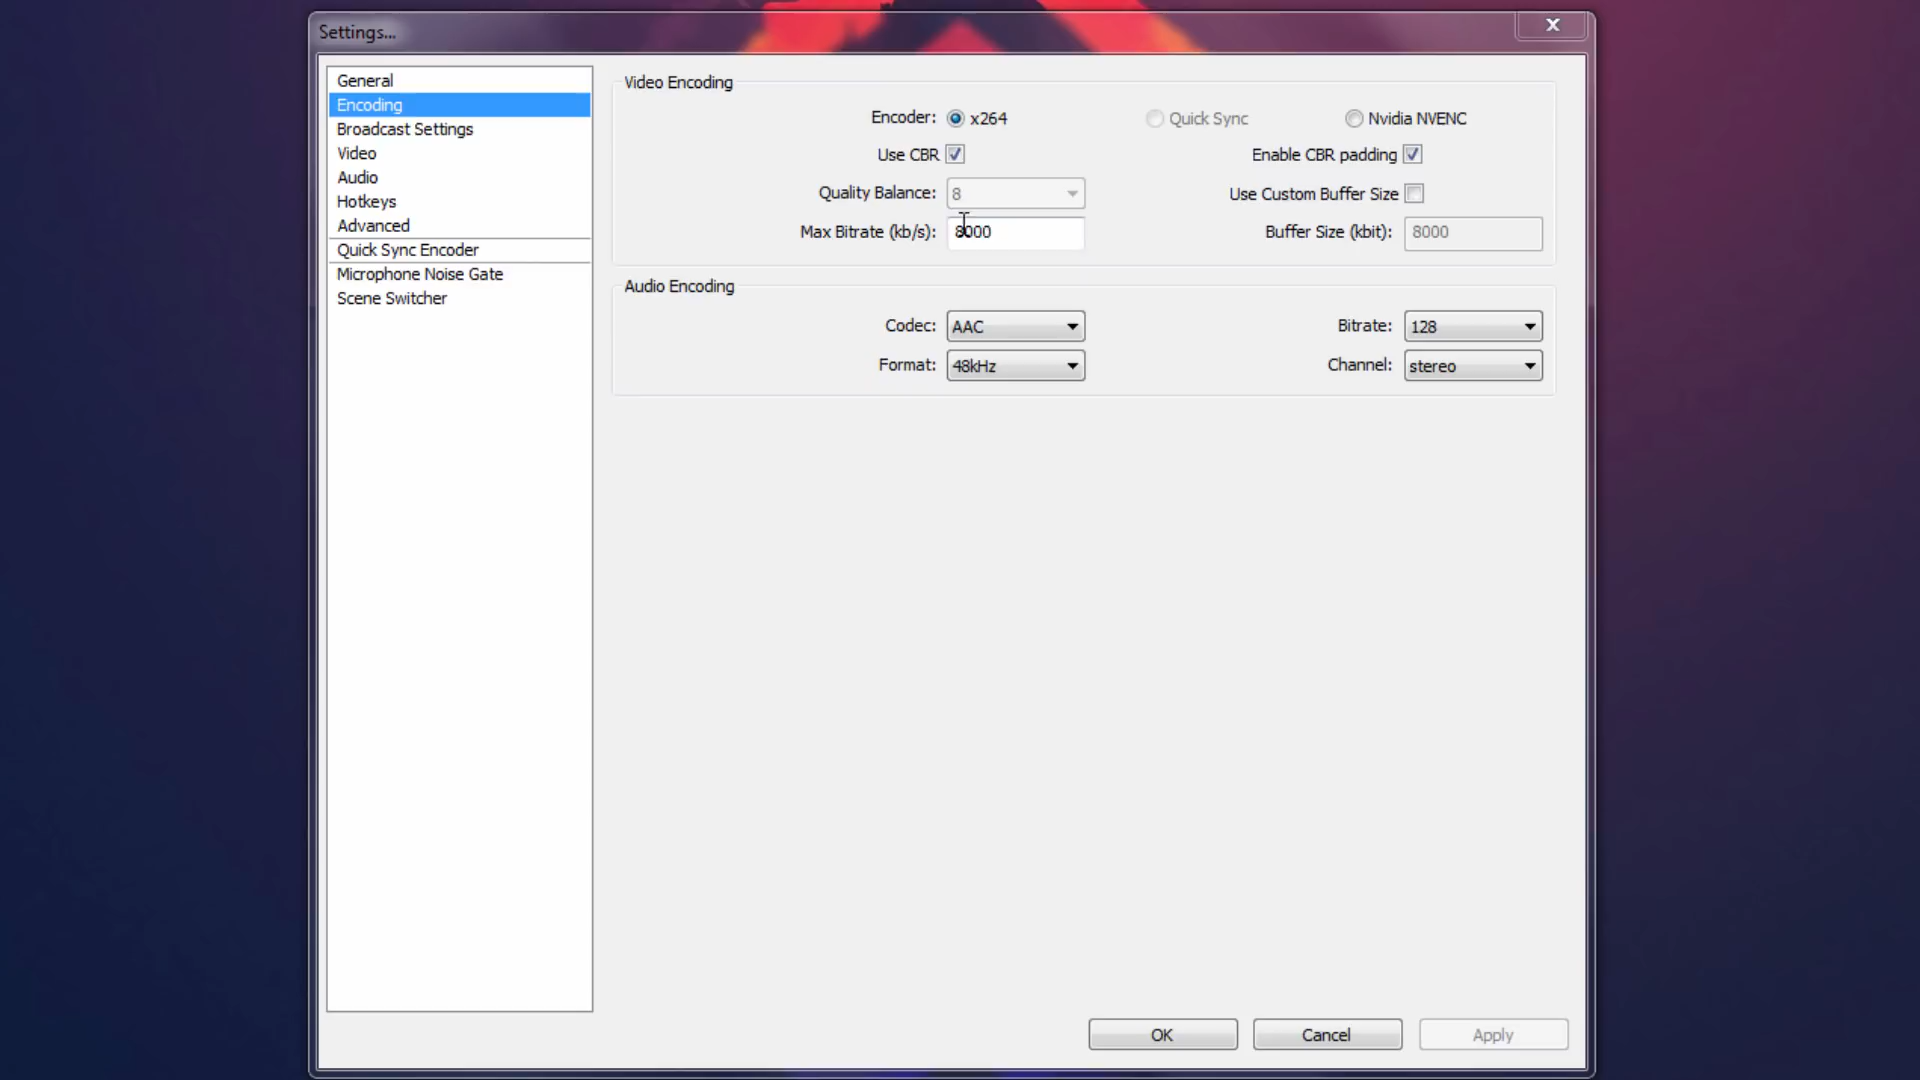 Settings...
X
General
Encoding
Broadcast Settings
Video
Audio
Hotkeys
Advanced
Quick Sync Encoder
Microphone Noise Gate
Scene Switcher
Video Encoding
Encoder: x264 Quick Sync Nvidia NVENC
Use CBR Enable CBR padding
Quality Balance: 8 Use Custom Buffer Size
Max Bitrate (kb/s): 8000 Buffer Size (kbit): 8000
Audio Encoding
Codec: AAC Bitrate: 128
Format: 48kHz Channel: stereo
OK Cancel Apply